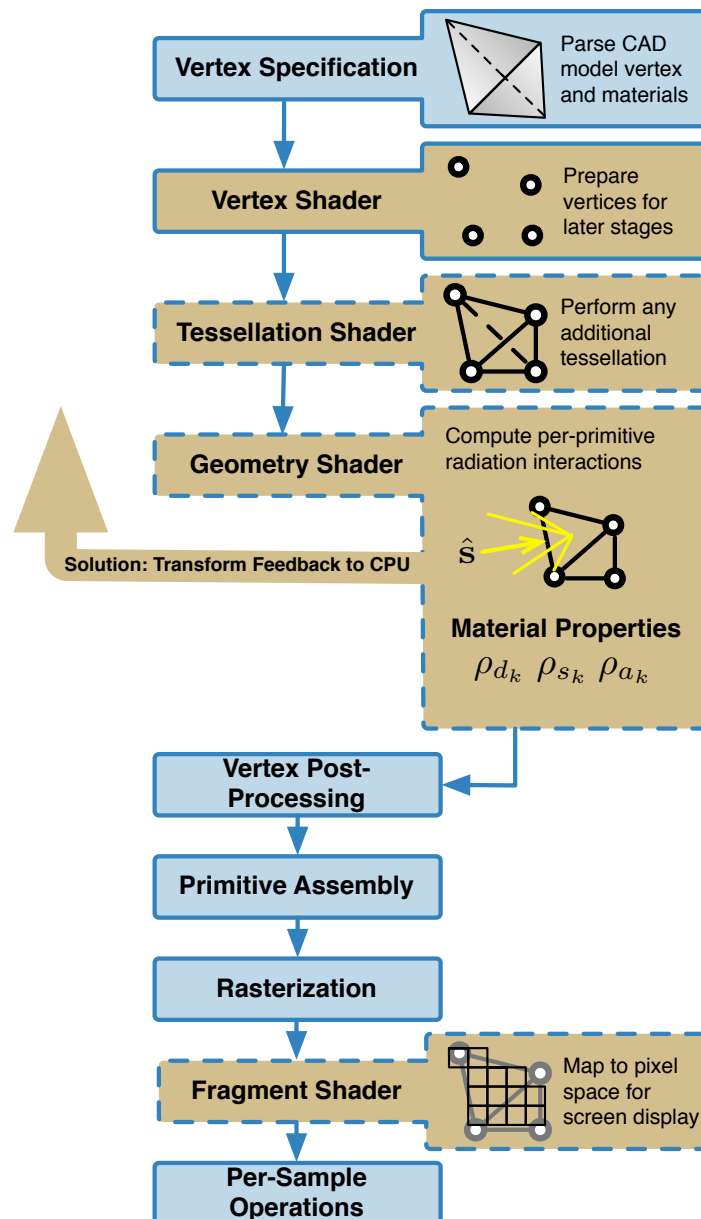 Vertex Specification
Parse CAD
model vertex
and materials
Vertex Shader
Prepare
vertices for
later stages
Tessellation Shader
Perform any
additional
tessellation
Geometry Shader
Compute per-primitive
radiation interactions
ŝ
Solution: Transform Feedback to CPU
Material Properties
ρ_{d_k} ρ_{s_k} ρ_{a_k}
Vertex Post-
Processing
Primitive Assembly
Rasterization
Fragment Shader
Map to pixel
space for
screen display
Per-Sample
Operations